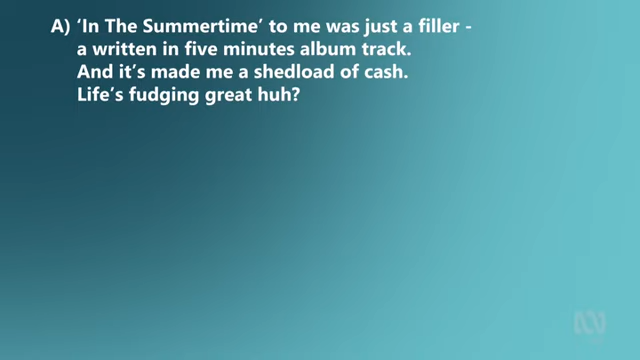 A) ‘In The Summertime’ to me was just a filler -
a written in five minutes album track.
And it’s made me a shedload of cash.
Life’s fudging great huh?